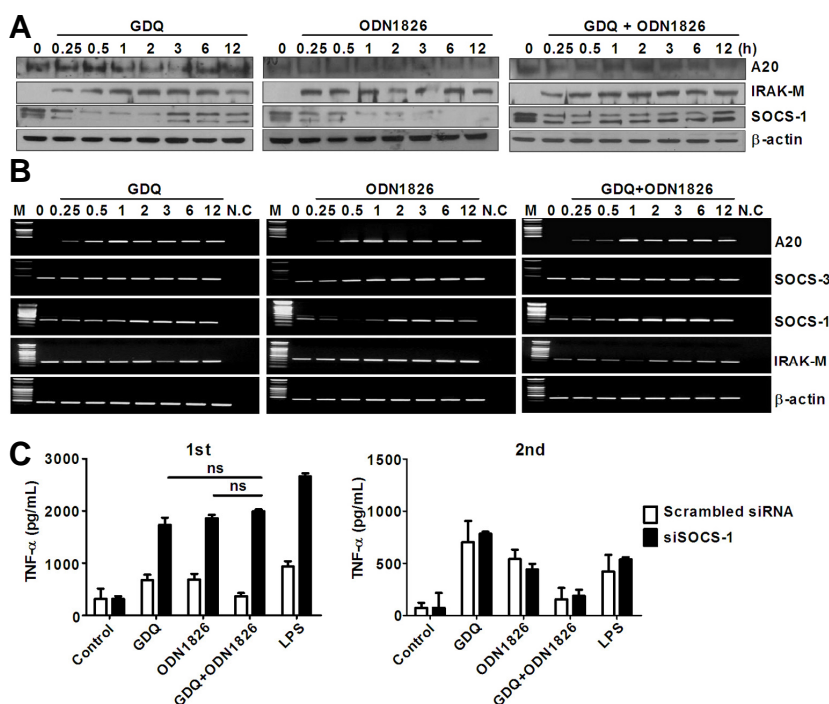 A
GDQ ODN1826 GDQ + ODN1826
0 0.25 0.5 1 2 3 6 12 0 0.25 0.5 1 2 3 6 12 0 0.25 0.5 1 2 3 6 12 (h)
A20
IRAK-M
SOCS-1
β-actin
B
GDQ ODN1826 GDQ+ODN1826
M 0 0.25 0.5 1 2 3 6 12 N.C M 0 0.25 0.5 1 2 3 6 12 N.C M 0 0.25 0.5 1 2 3 6 12 N.C
A20
SOCS-3
SOCS-1
IRAK-M
β-actin
C
1st
ns
ns
TNF-α (pg/mL)
3000
2000
1000
0
Control GDQ ODN1826 GDQ+ODN1826 LPS
2nd
TNF-α (pg/mL)
1500
1000
500
0
Control GDQ ODN1826 GDQ+ODN1826 LPS
Scrambled siRNA
siSOCS-1